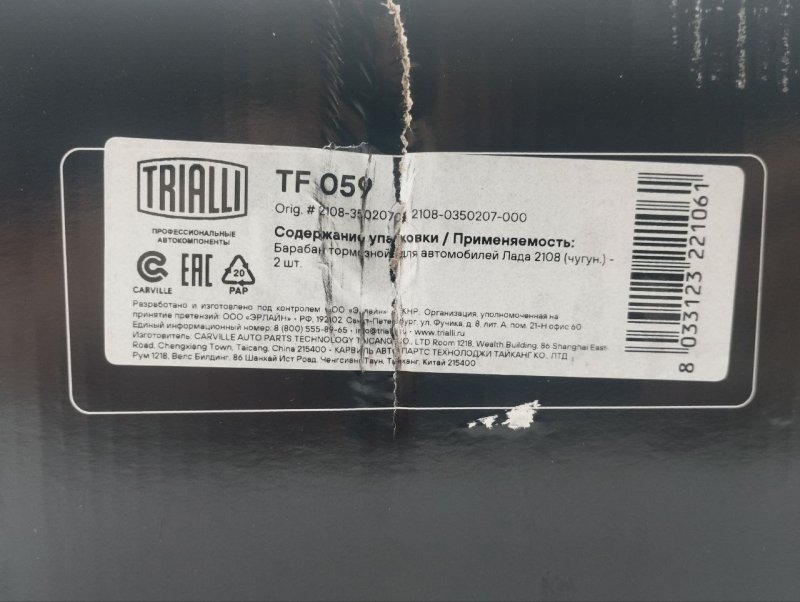 TRIALLI
ПРОФЕССИОНАЛЬНЫЕ
АВТОКОМПОНЕНТЫ
CARVILLE
EAC
20
PAP
TF 059
Orig. # 2108-3502070; 2108-0350207-000
Содержание упаковки / Применяемость:
Барабан тормозной для автомобилей Лада 2108 (чугун.) -
2 шт.
Разработано и изготовлено под контролем ООО «Эрлайн» в КНР. Организация, уполномоченная на
принятие претензий: ООО «ЭРЛАЙН» - РФ, 192102, Санкт-Петербург, ул. Фучика, д. 8, лит. А, пом. 21-Н офис 60
Единый информационный номер: 8 (800) 555-89-65 • info@trialli.ru • www.trialli.ru
Изготовитель: CARVILLE AUTO PARTS TECHNOLOGY TAICANG CO., LTD Room 1218, Wealth Building, 86 Shanghai East
Road, Chengxiang Town, Taicang, China 215400 - КАРВИЛЬ АВТО ПАРТС ТЕХНОЛОДЖИ ТАЙКАНГ КО., ЛТД
Рум 1218, Велс Билдинг, 86 Шанхай Ист Роад, Ченгсианг Таун, Тайканг, Китай 215400
8 033123 221061